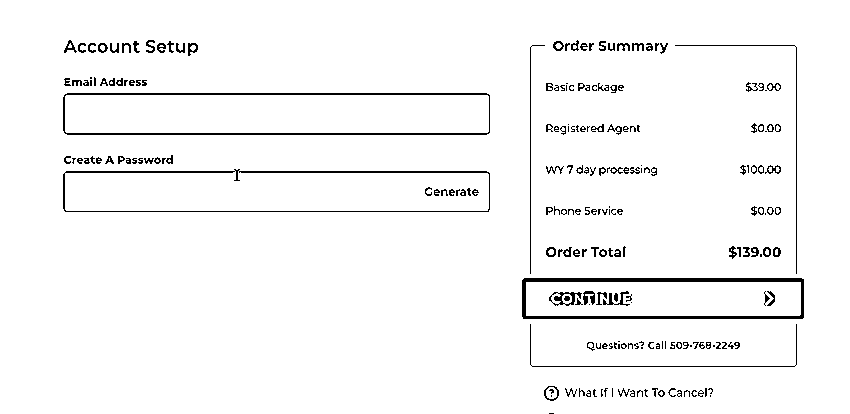 Account Setup
Email Address
Create A Password
Generate
Order Summary
Basic Package $39.00
Registered Agent $0.00
WY 7 day processing $100.00
Phone Service $0.00
Order Total $139.00
CONTINUE
Questions? Call 509-768-2249
What If I Want To Cancel?